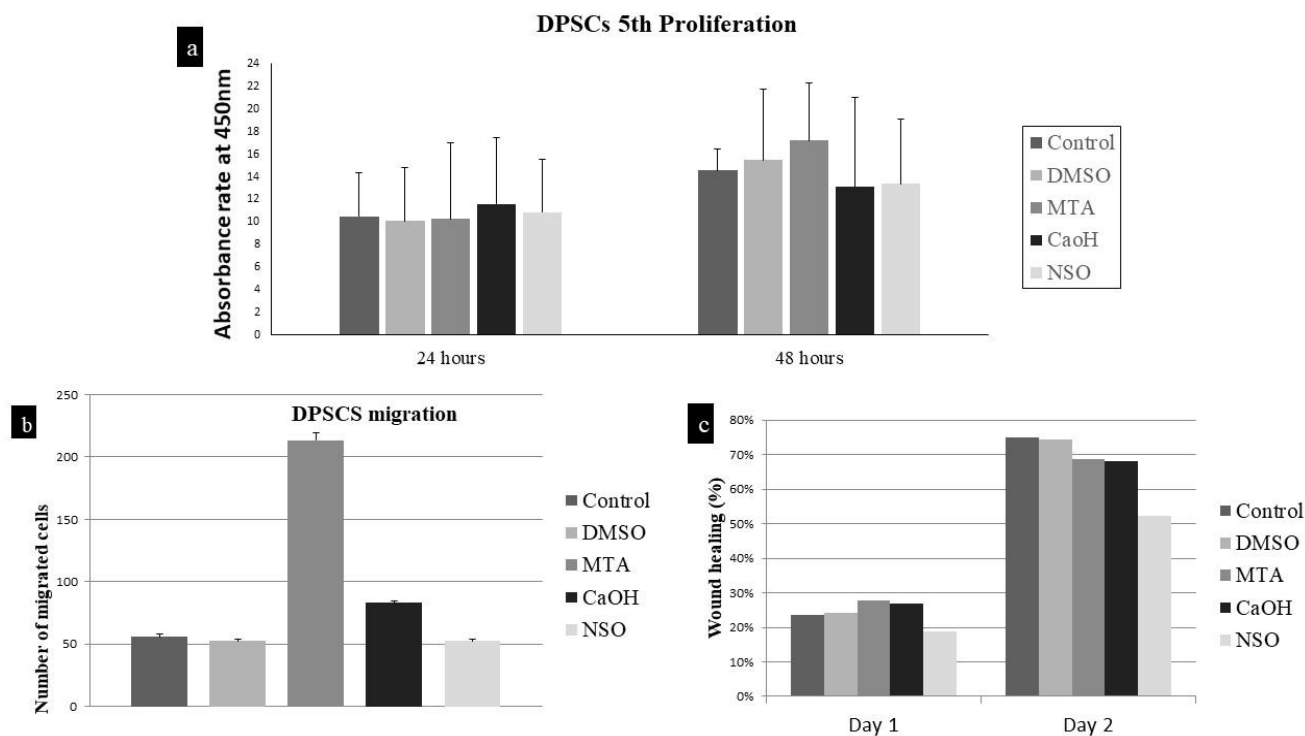 DPSCs 5th Proliferation
a
Absorbance rate at 450nm
24
22
20
18
16
14
12
10
8
6
4
2
0
24 hours
48 hours
Control
DMSO
MTA
CaoH
NSO
b
DPSCS migration
Number of migrated cells
250
200
150
100
50
0
Control
DMSO
MTA
CaOH
NSO
c
Wound healing (%)
80%
70%
60%
50%
40%
30%
20%
10%
0%
Day 1
Day 2
Control
DMSO
MTA
CaOH
NSO